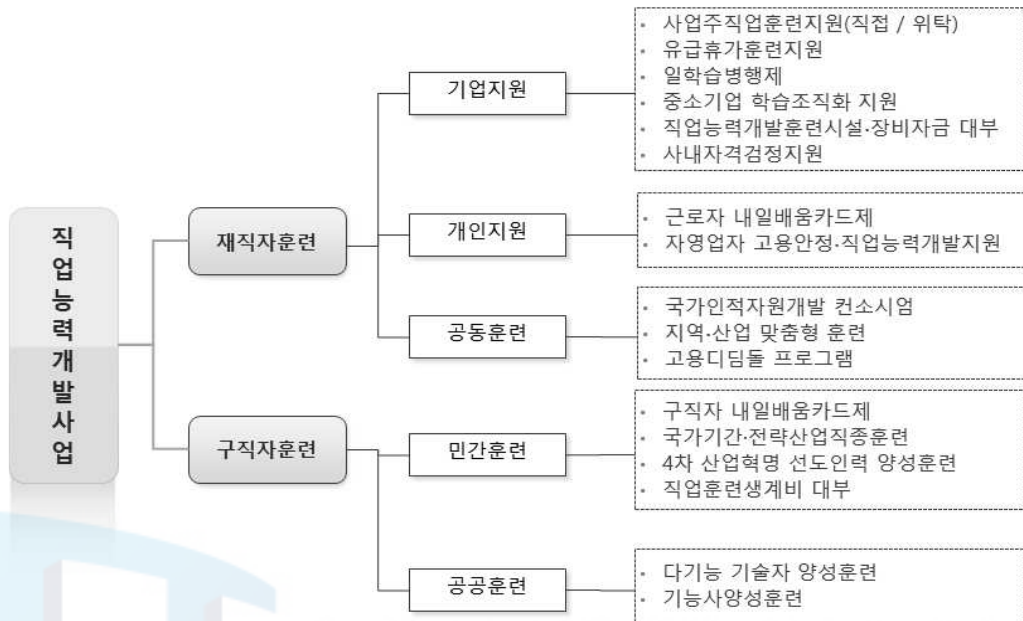 직업능력개발사업
재직자훈련
기업지원
• 사업주직업훈련지원(직접 / 위탁)
• 유급휴가훈련지원
• 일학습병행제
• 중소기업 학습조직화 지원
• 직업능력개발훈련시설·장비자금 대부
• 사내자격검정지원
개인지원
• 근로자 내일배움카드제
• 자영업자 고용안정·직업능력개발지원
공동훈련
• 국가인적자원개발 컨소시엄
• 지역·산업 맞춤형 훈련
• 고용디딤돌 프로그램
구직자훈련
민간훈련
• 구직자 내일배움카드제
• 국가기간·전략산업직종훈련
• 4차 산업혁명 선도인력 양성훈련
• 직업훈련생계비 대부
공공훈련
• 다기능 기술자 양성훈련
• 기능사양성훈련